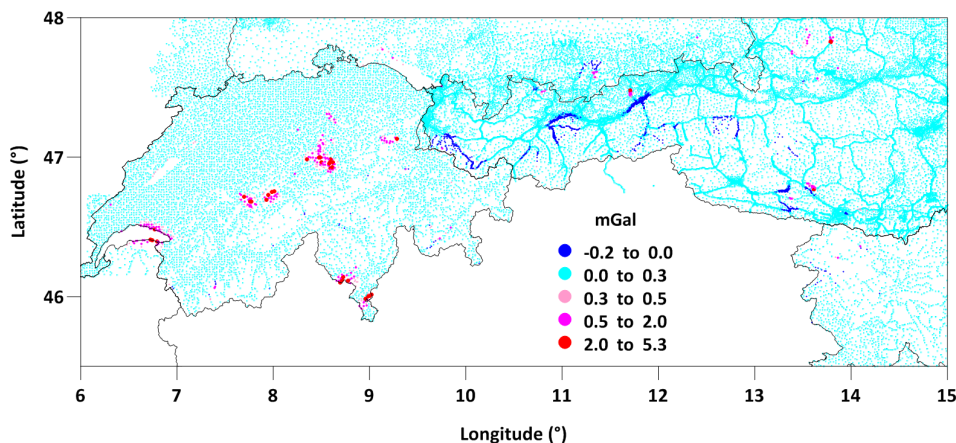 48
47
46
Latitude (°)
mGal
-0.2 to 0.0
0.0 to 0.3
0.3 to 0.5
0.5 to 2.0
2.0 to 5.3
6 7 8 9 10 11 12 13 14 15
Longitude (°)